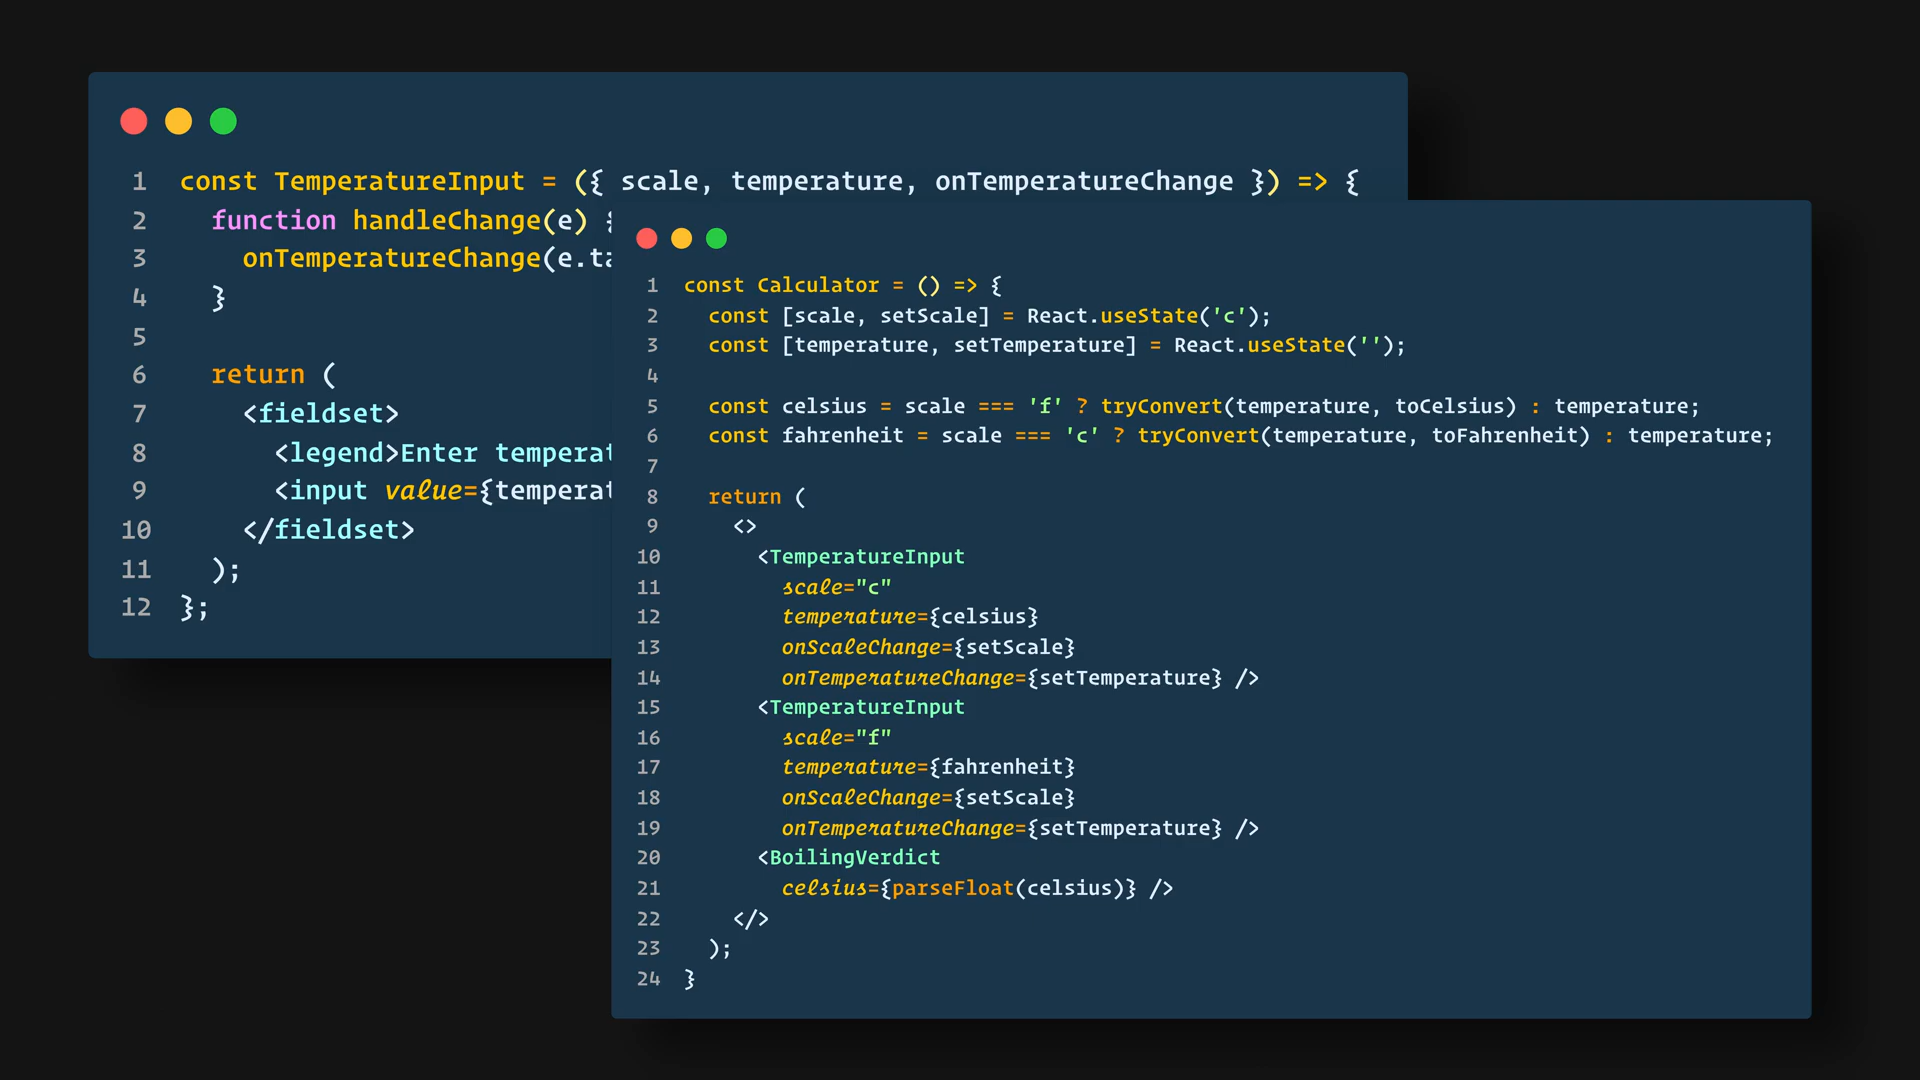 1 const TemperatureInput = ({ scale, temperature, onTemperatureChange }) => {
2 function handleChange(e) {
3 onTemperatureChange(e.ta
4 }
5
6 return (
7 <fieldset>
8 <legend>Enter temperat
9 <input value={temperat
10 </fieldset>
11 );
12 };
1 const Calculator = () => {
2 const [scale, setScale] = React.useState('c');
3 const [temperature, setTemperature] = React.useState('');
4
5 const celsius = scale === 'f' ? tryConvert(temperature, toCelsius) : temperature;
6 const fahrenheit = scale === 'c' ? tryConvert(temperature, toFahrenheit) : temperature;
7
8 return (
9 <>
10 <TemperatureInput
11 scale="c"
12 temperature={celsius}
13 onScaleChange={setScale}
14 onTemperatureChange={setTemperature} />
15 <TemperatureInput
16 scale="f"
17 temperature={fahrenheit}
18 onScaleChange={setScale}
19 onTemperatureChange={setTemperature} />
20 <BoilingVerdict
21 celsius={parseFloat(celsius)} />
22 </>
23 );
24 }